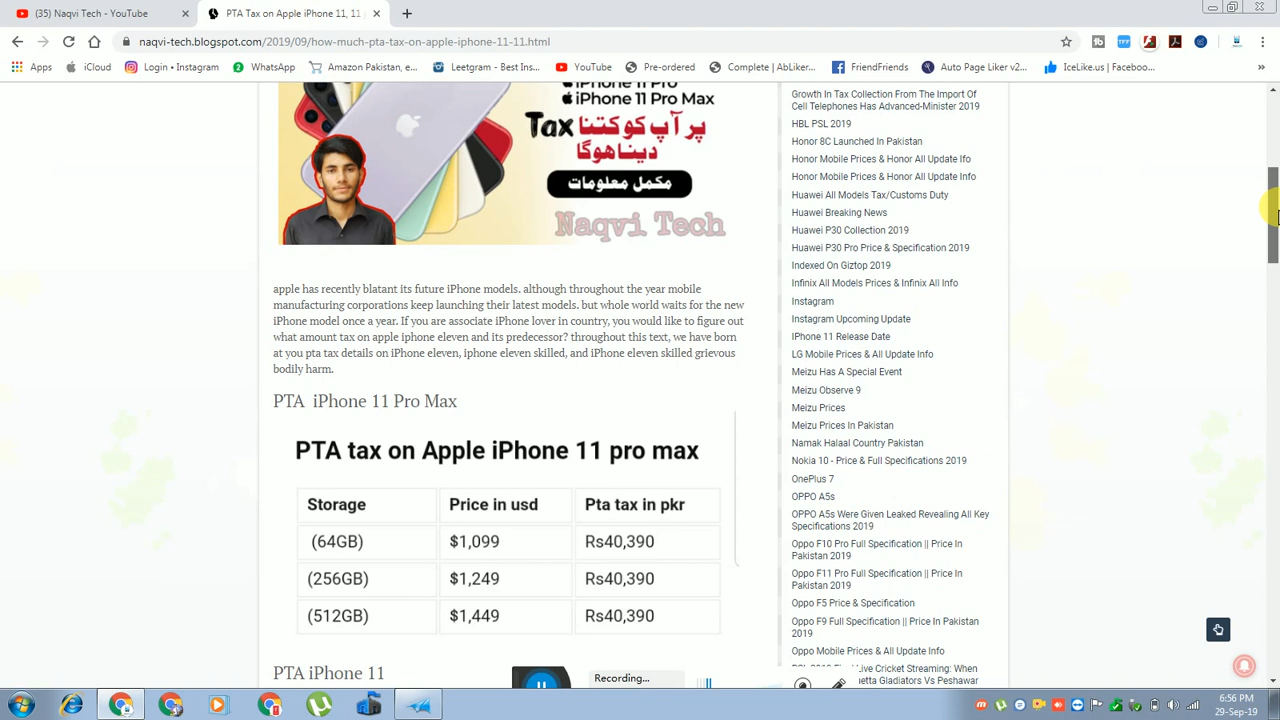 (35) Naqvi Tech - YouTube
PTA Tax on Apple iPhone 11, 11
naqvi-tech.blogspot.com/2019/09/how-much-pta-tax-on-apple-iphone-11-11.html
Apps
iCloud
Login • Instagram
WhatsApp
Amazon Pakistan, e...
Leetgram - Best Ins...
YouTube
Pre-ordered
Complete | AbLiker...
FriendFriends
Auto Page Liker v2...
IceLike.us | Faceboo...
iPhone 11 Pro
iPhone 11 Pro Max
Tax پر آپ کو کتنا
دینا ہوگا
مکمل معلومات
Naqvi Tech
apple has recently blatant its future iPhone models. although throughout the year mobile
manufacturing corporations keep launching their latest models. but whole world waits for the new
iPhone model once a year. If you are associate iPhone lover in country, you would like to figure out
what amount tax on apple iphone eleven and its predecessor? throughout this text, we have born
at you pta tax details on iPhone eleven, iphone eleven skilled, and iPhone eleven skilled grievous
bodily harm.
PTA iPhone 11 Pro Max
PTA tax on Apple iPhone 11 pro max
Storage Price in usd Pta tax in pkr
(64GB) $1,099 Rs40,390
(256GB) $1,249 Rs40,390
(512GB) $1,449 Rs40,390
PTA iPhone 11
Growth In Tax Collection From The Import Of
Cell Telephones Has Advanced-Minister 2019
HBL PSL 2019
Honor 8C Launched In Pakistan
Honor Mobile Prices & Honor All Update Ifo
Honor Mobile Prices & Honor All Update Info
Huawei All Models Tax/Customs Duty
Huawei Breaking News
Huawei P30 Collection 2019
Huawei P30 Pro Price & Specification 2019
Indexed On Giztop 2019
Infinix All Models Prices & Infinix All Info
Instagram
Instagram Upcoming Update
IPhone 11 Release Date
LG Mobile Prices & All Update Info
Meizu Has A Special Event
Meizu Observe 9
Meizu Prices
Meizu Prices In Pakistan
Namak Halaal Country Pakistan
Nokia 10 - Price & Full Specifications 2019
OnePlus 7
OPPO A5s
OPPO A5s Were Given Leaked Revealing All Key
Specifications 2019
Oppo F10 Pro Full Specification || Price In
Pakistan 2019
Oppo F11 Pro Full Specification || Price In
Pakistan 2019
Oppo F5 Price & Specification
Oppo F9 Full Specification || Price In Pakistan
2019
Oppo Mobile Prices & All Update Info
Live Cricket Streaming: When
Gladiators Vs Peshawar
Recording...
6:56 PM
29-Sep-19